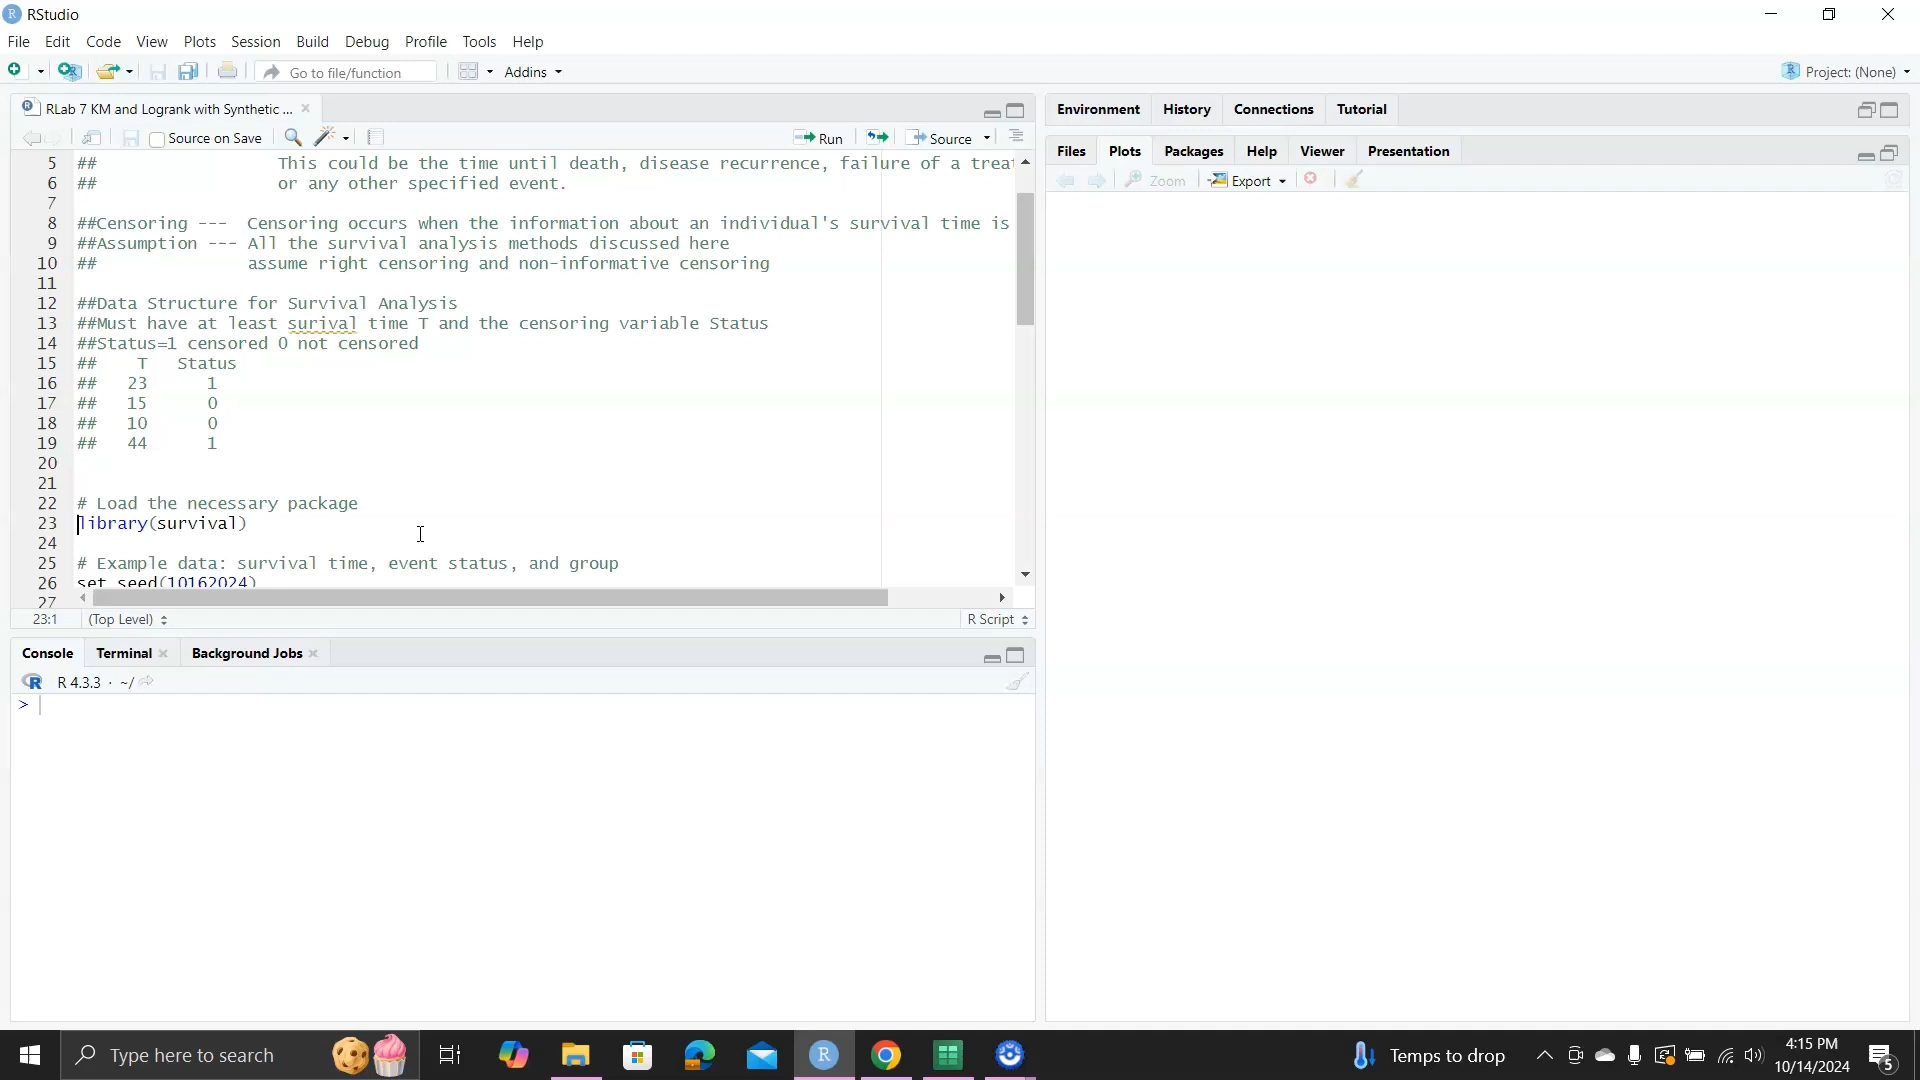 RStudio
File Edit Code View Plots Session Build Debug Profile Tools Help
Go to file/function Addins Project: (None)
RLab 7 KM and Logrank with Synthetic ...
Source on Save Run Source
5 ## This could be the time until death, disease recurrence, failure of a trea
6 ## or any other specified event.
7
8 ##Censoring --- Censoring occurs when the information about an individual's survival time is
9 ##Assumption --- All the survival analysis methods discussed here
10 ## assume right censoring and non-informative censoring
11
12 ##Data Structure for Survival Analysis
13 ##Must have at least surival time T and the censoring variable Status
14 ##Status=1 censored 0 not censored
15 ## T Status
16 ## 23 1
17 ## 15 0
18 ## 10 0
19 ## 44 1
20
21
22 # Load the necessary package
23 library(survival)
24
25 # Example data: survival time, event status, and group
26 set.seed(10162024)
27
23:1 (Top Level) R Script
Console Terminal Background Jobs
R 4.3.3 · ~/
>
Environment History Connections Tutorial
Files Plots Packages Help Viewer Presentation
Zoom Export
Type here to search
Temps to drop
4:15 PM
10/14/2024
5